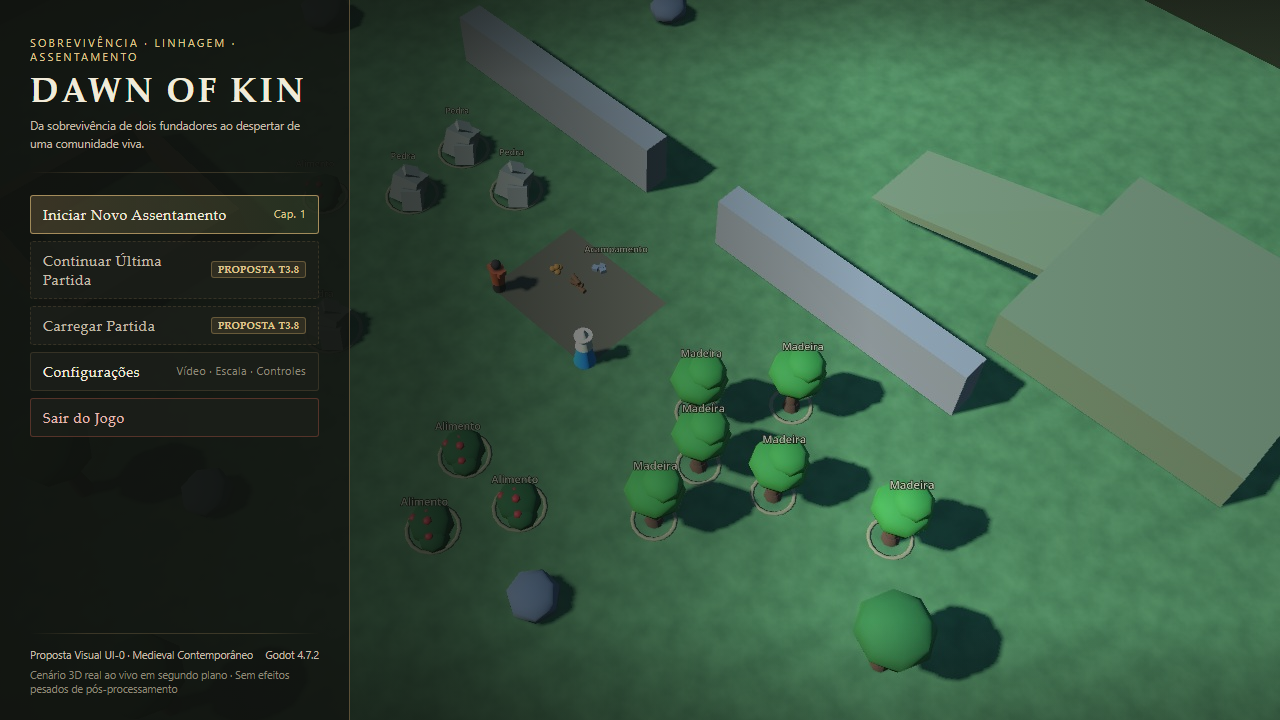 SOBREVIVÊNCIA · LINHAGEM ·
ASSENTAMENTO
DAWN OF KIN
Da sobrevivência de dois fundadores ao despertar de
uma comunidade viva.
Iniciar Novo Assentamento Cap. 1
Continuar Última
Partida
PROPOSTA T3.8
Carregar Partida PROPOSTA T3.8
Configurações Vídeo · Escala · Controles
Sair do Jogo
Proposta Visual UI-0 · Medieval Contemporâneo Godot 4.7.2
Cenário 3D real ao vivo em segundo plano · Sem efeitos
pesados de pós-processamento
Pedra
Pedra
Pedra
Acampamento
Madeira
Madeira
Madeira
Madeira
Madeira
Madeira
Alimento
Alimento
Alimento